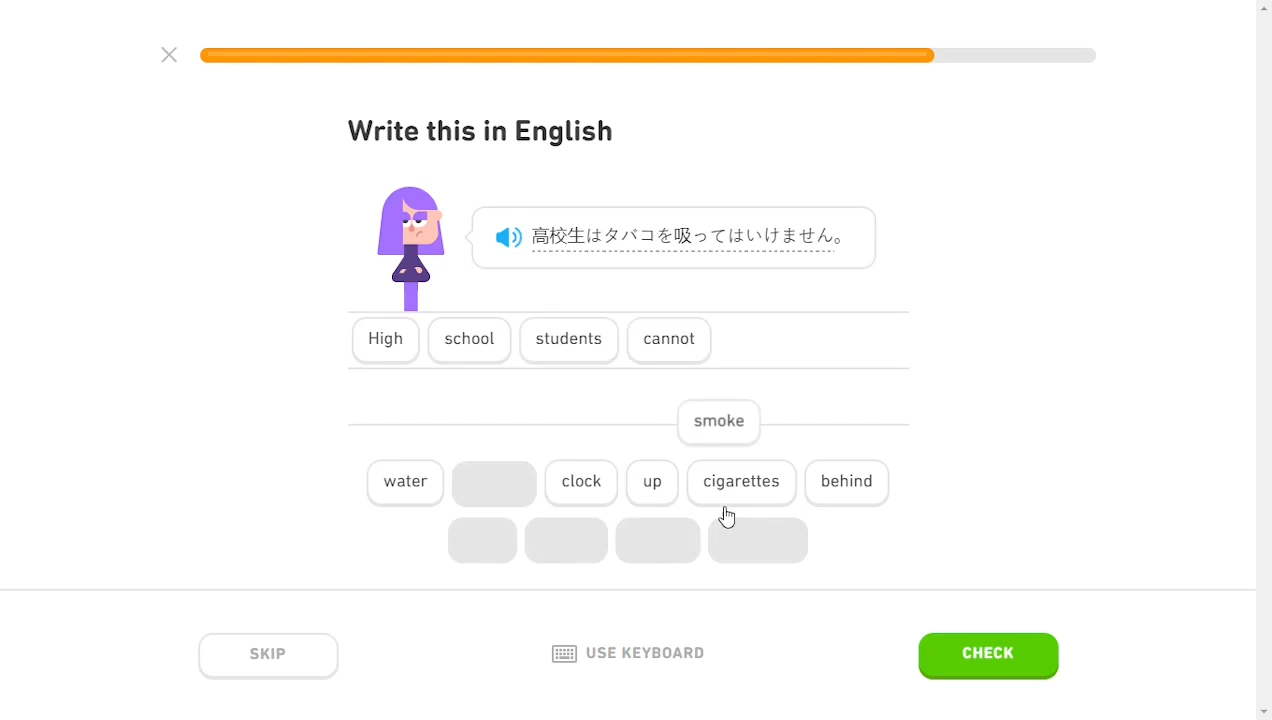 Write this in English
高校生はタバコを吸ってはいけません。
High school students cannot
smoke
water clock up cigarettes behind
SKIP USE KEYBOARD CHECK